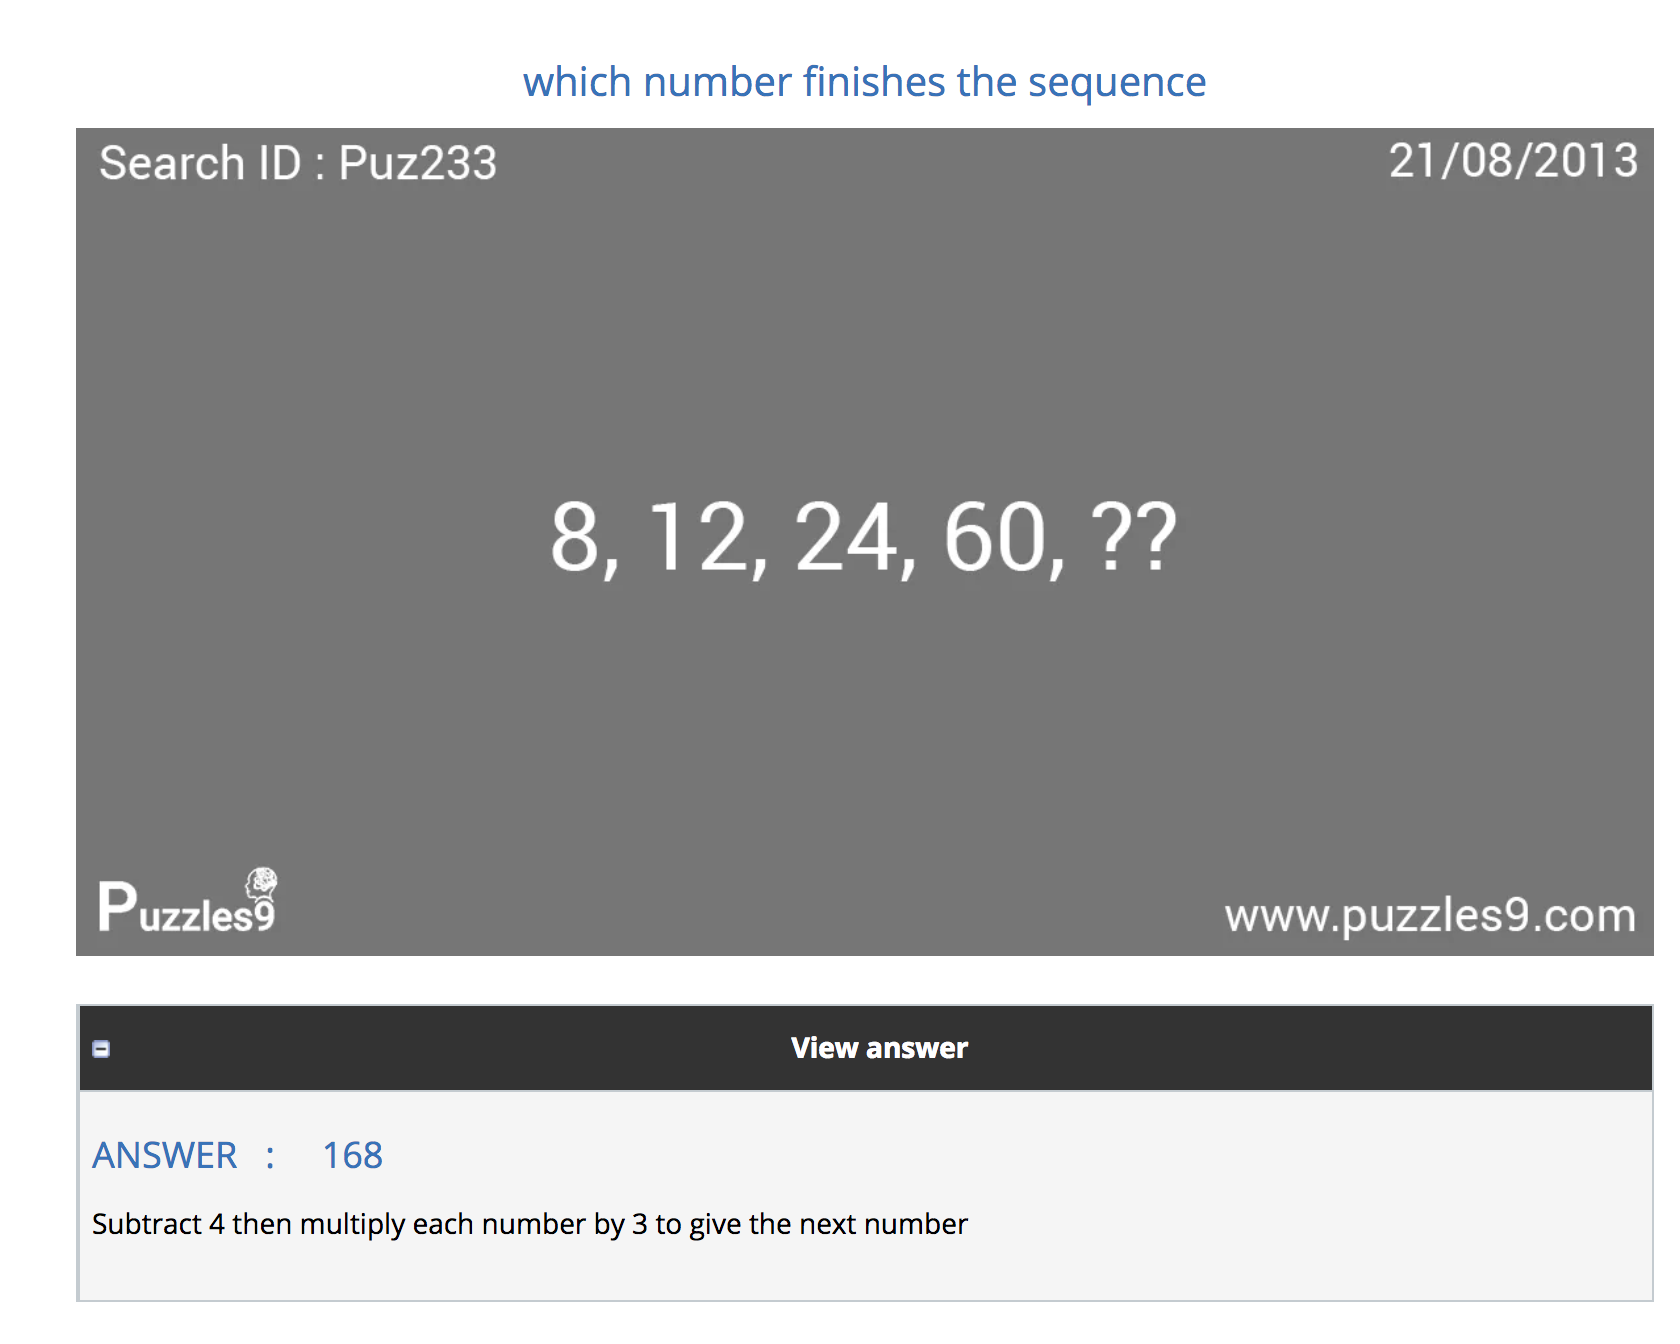 which number finishes the sequence
Search ID : Puz233
21/08/2013
8, 12, 24, 60, ??
Puzzles9
www.puzzles9.com
View answer
ANSWER : 168
Subtract 4 then multiply each number by 3 to give the next number